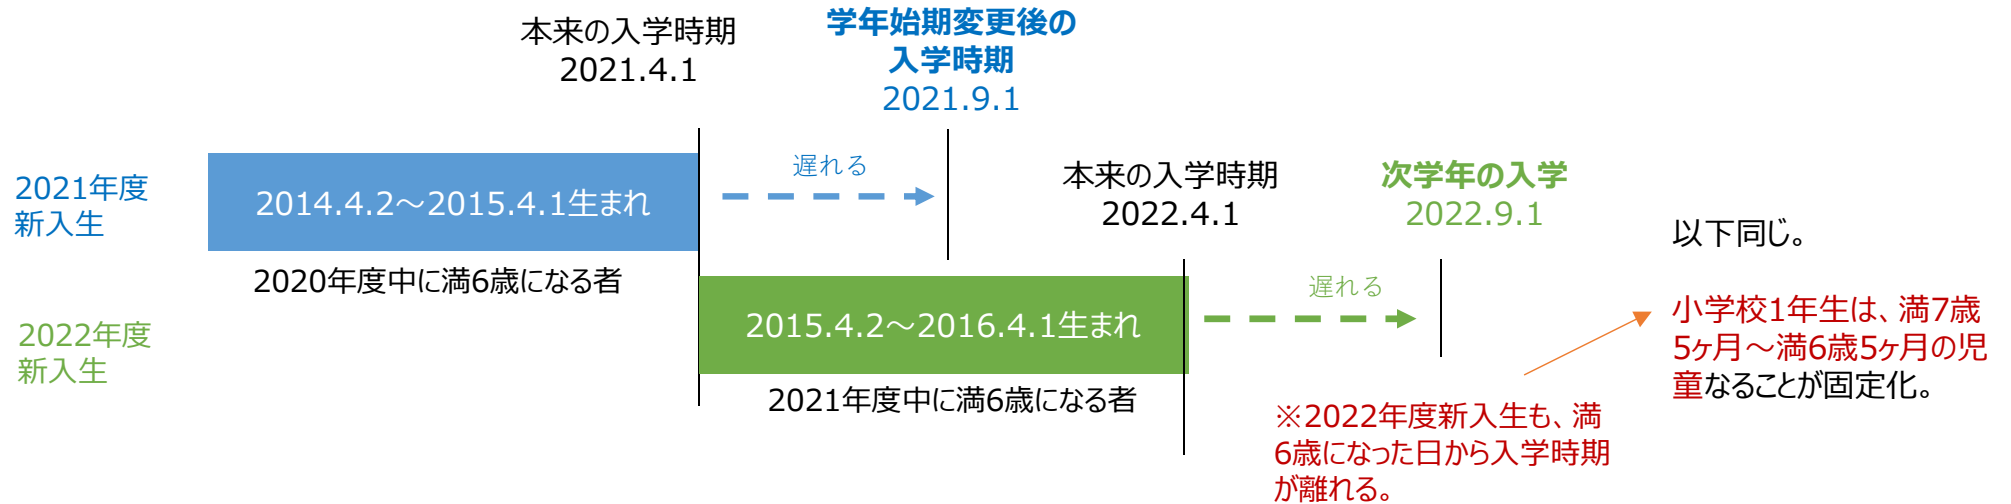 本来の入学時期
2021.4.1
学年始期変更後の
入学時期
2021.9.1
2021年度
新入生
2014.4.2～2015.4.1生まれ
遅れる
2020年度中に満6歳になる者
本来の入学時期
2022.4.1
次学年の入学
2022.9.1
2022年度
新入生
2015.4.2～2016.4.1生まれ
遅れる
2021年度中に満6歳になる者
※2022年度新入生も、満
6歳になった日から入学時期
が離れる。
以下同じ。
小学校1年生は、満7歳
5ヶ月～満6歳5ヶ月の児
童なることが固定化。